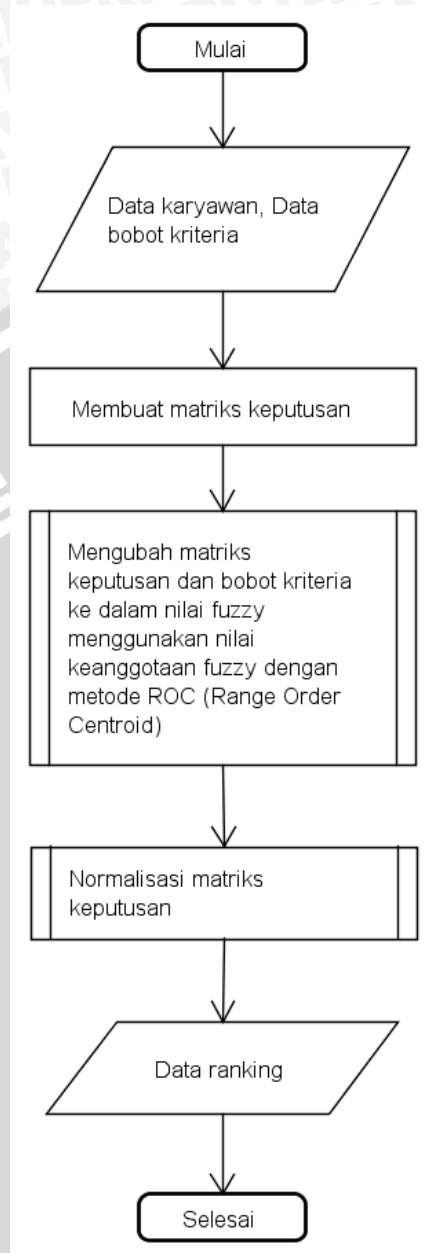 Mulai
Data karyawan, Data
bobot kriteria
Membuat matriks keputusan
Mengubah matriks
keputusan dan bobot kriteria
ke dalam nilai fuzzy
menggunakan nilai
keanggotaan fuzzy dengan
metode ROC (Range Order
Centroid)
Normalisasi matriks
keputusan
Data ranking
Selesai